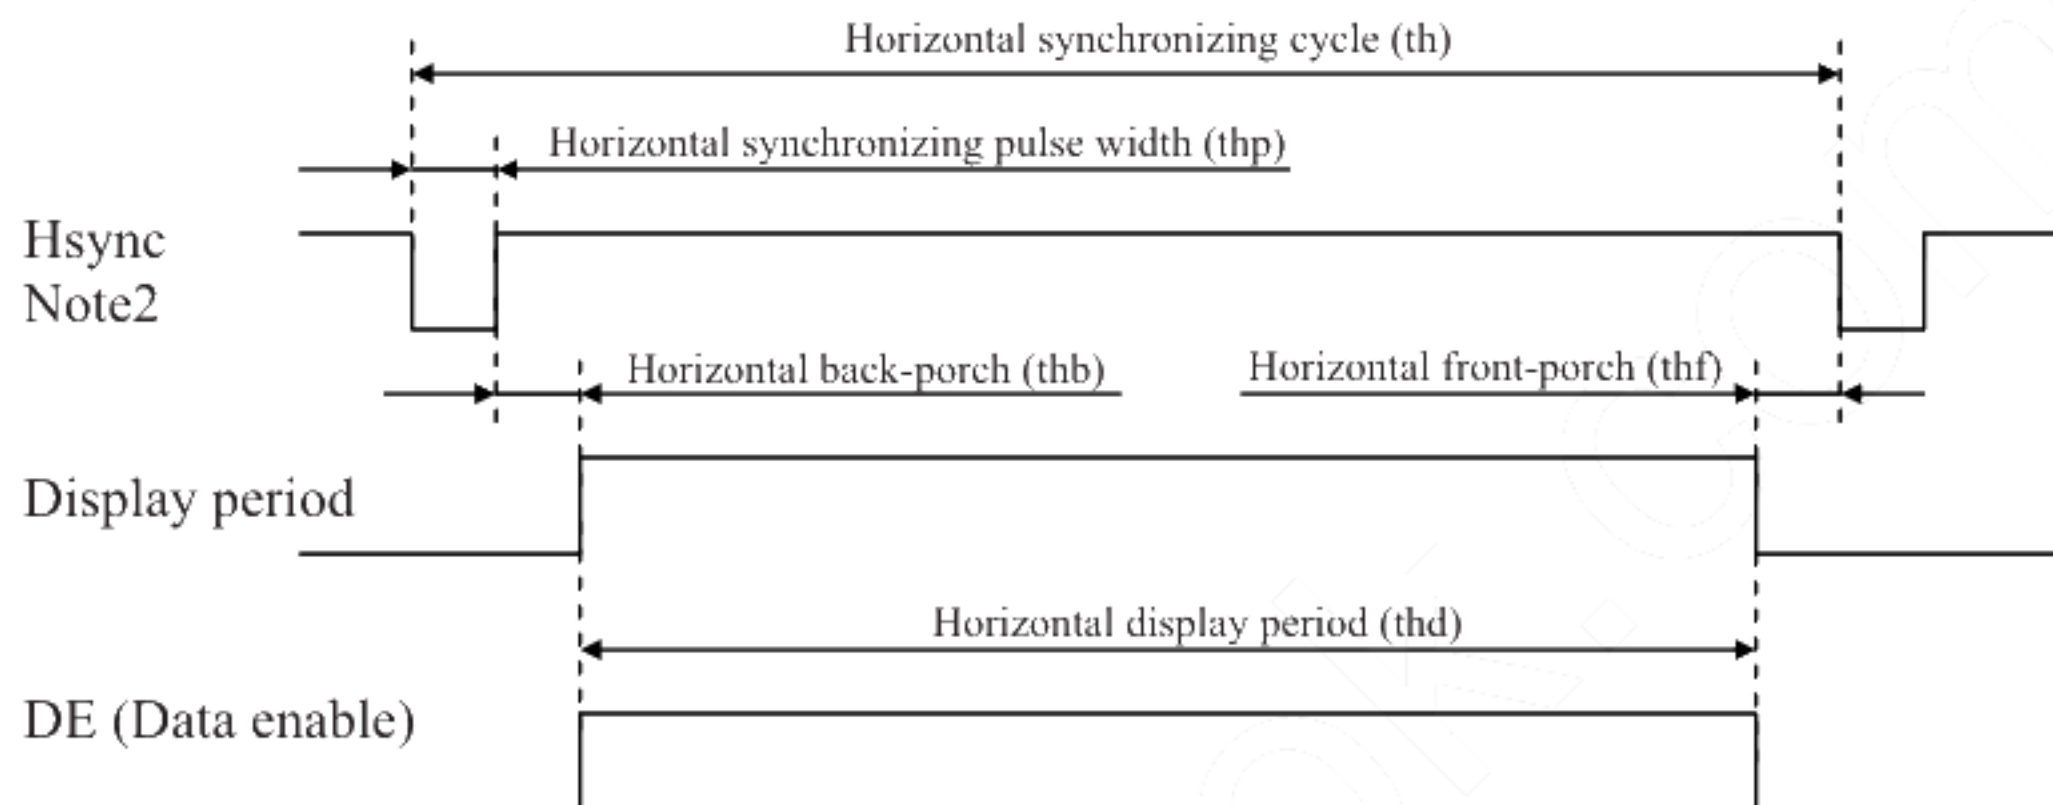 Horizontal synchronizing cycle (th)
Horizontal synchronizing pulse width (thp)
Hsync
Note2
Horizontal back-porch (thb)
Horizontal front-porch (thf)
Display period
Horizontal display period (thd)
DE (Data enable)